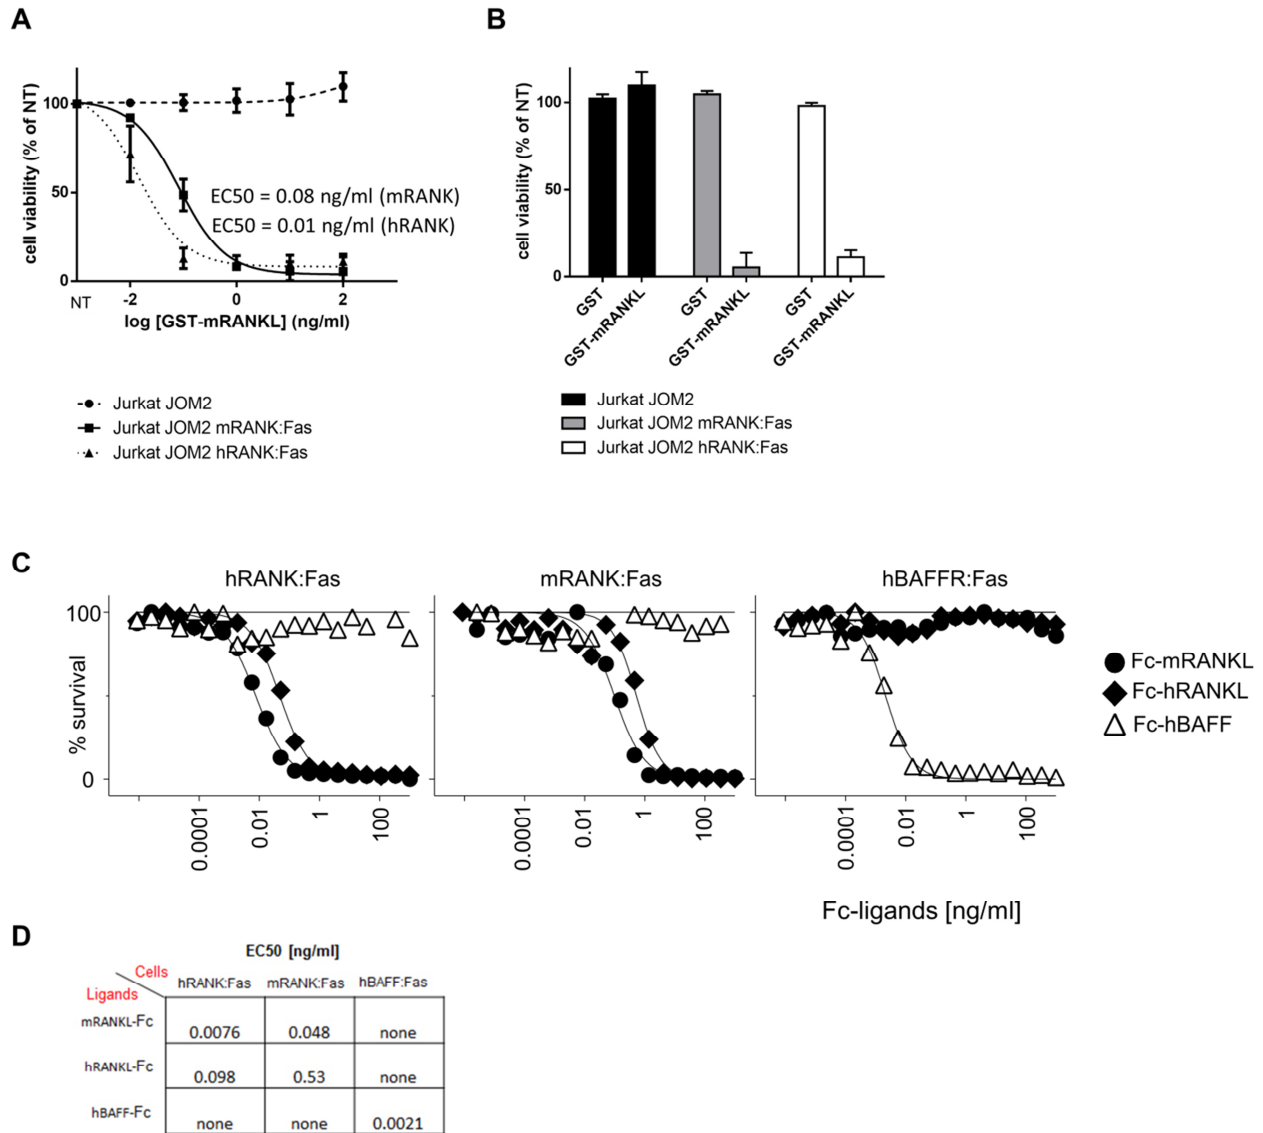 A
B
cell viability (% of NT)
100
50
0
EC50 = 0.08 ng/ml (mRANK)
EC50 = 0.01 ng/ml (hRANK)
NT
-2
0
2
log [GST-mRANKL] (ng/ml)
Jurkat JOM2
Jurkat JOM2 mRANK:Fas
Jurkat JOM2 hRANK:Fas
cell viability (% of NT)
100
50
0
GST
GST-mRANKL
GST
GST-mRANKL
GST
GST-mRANKL
Jurkat JOM2
Jurkat JOM2 mRANK:Fas
Jurkat JOM2 hRANK:Fas
C
hRANK:Fas
mRANK:Fas
hBAFFR:Fas
% survival
100
0
0.0001
0.01
1
100
0.0001
0.01
1
100
0.0001
0.01
1
100
Fc-mRANKL
Fc-hRANKL
Fc-hBAFF
Fc-ligands [ng/ml]
D
EC50 [ng/ml]
Cells
Ligands
hRANK:Fas mRANK:Fas hBAFF:Fas
mRANKL-Fc 0.0076 0.048 none
hRANKL-Fc 0.098 0.53 none
hBAFF-Fc none none 0.0021